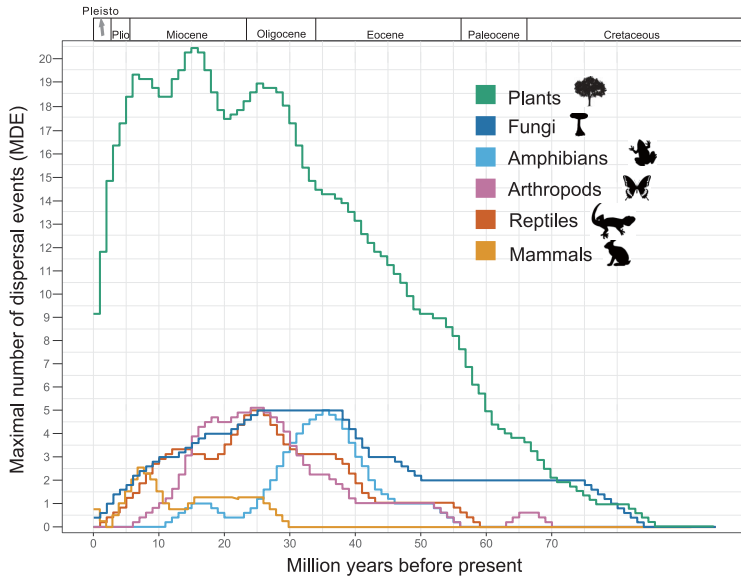 Pleisto
Plio
Miocene
Oligocene
Eocene
Paleocene
Cretaceous
Maximal number of dispersal events (MDE)
20
19
18
17
16
15
14
13
12
11
10
9
8
7
6
5
4
3
2
1
0
Plants
Fungi
Amphibians
Arthropods
Reptiles
Mammals
0
10
20
30
40
50
60
70
Million years before present